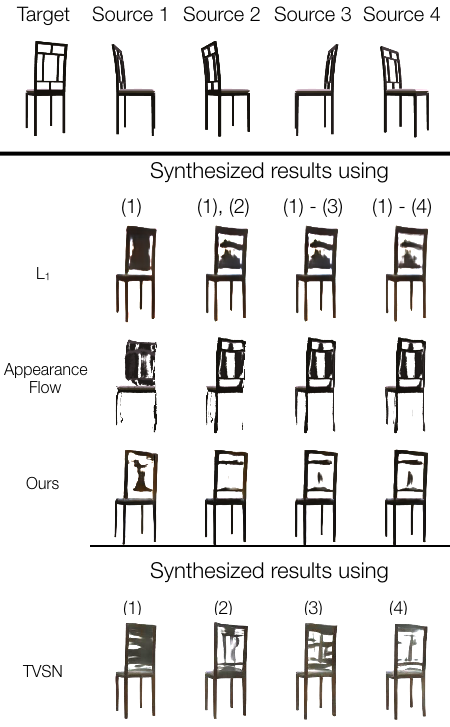 Target Source 1 Source 2 Source 3 Source 4
Synthesized results using
(1) (1), (2) (1) - (3) (1) - (4)
L₁
Appearance
Flow
Ours
Synthesized results using
(1) (2) (3) (4)
TVSN